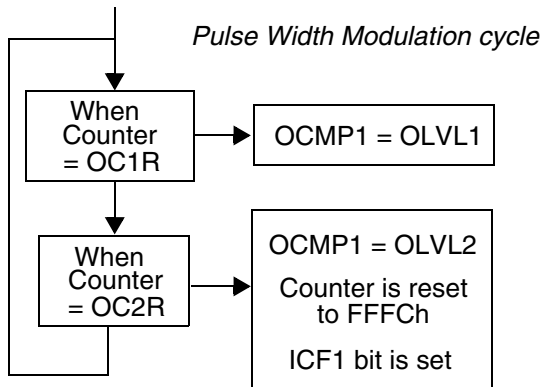 Pulse Width Modulation cycle
When
Counter
= OC1R
OCMP1 = OLVL1
When
Counter
= OC2R
OCMP1 = OLVL2
Counter is reset
to FFFCh
ICF1 bit is set